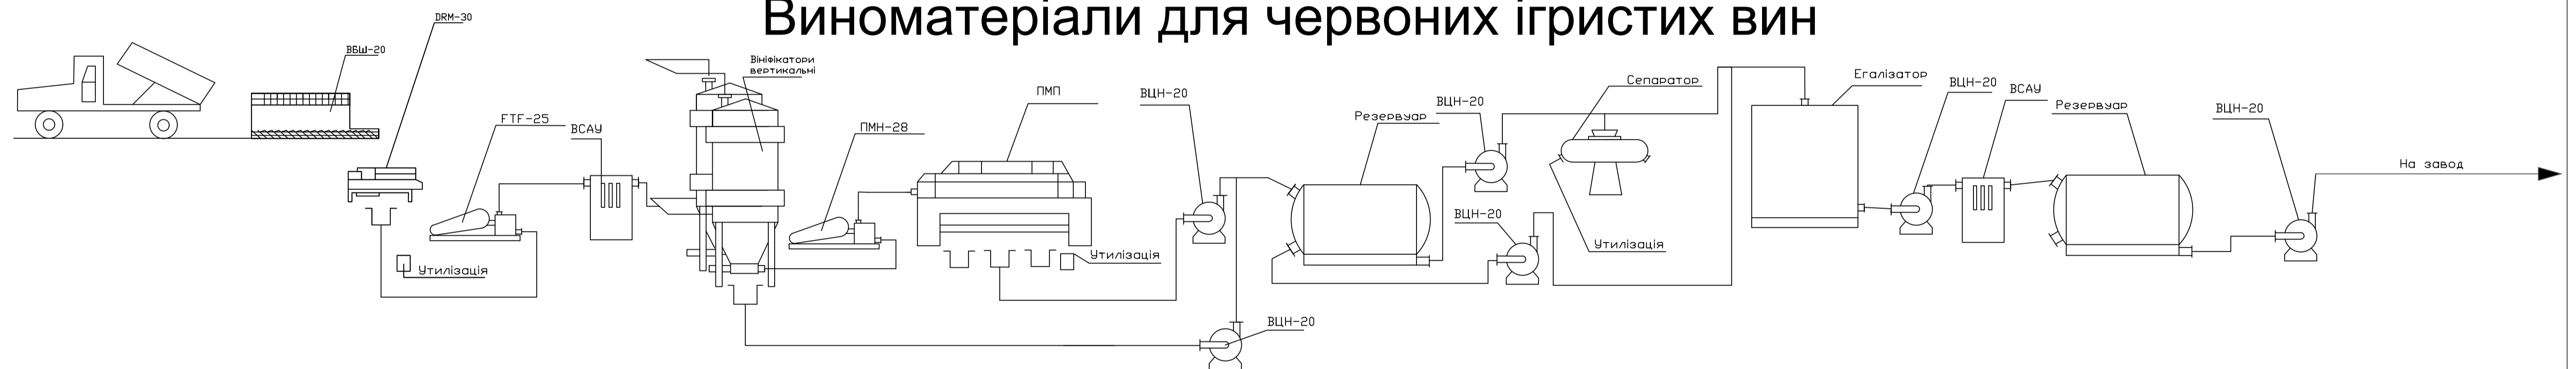 Виноматеріали для червоних ігристих вин
DRM-30
ВБШ-20
FTF-25
ВСАУ
Утилізація
Вініфікатори
вертикальні
ПМН-28
ПМП
Утилізація
ВЦН-20
ВЦН-20
Резервуар
ВЦН-20
ВЦН-20
Сепаратор
Утилізація
Егалізатор
ВЦН-20
ВСАУ
Резервуар
ВЦН-20
На завод